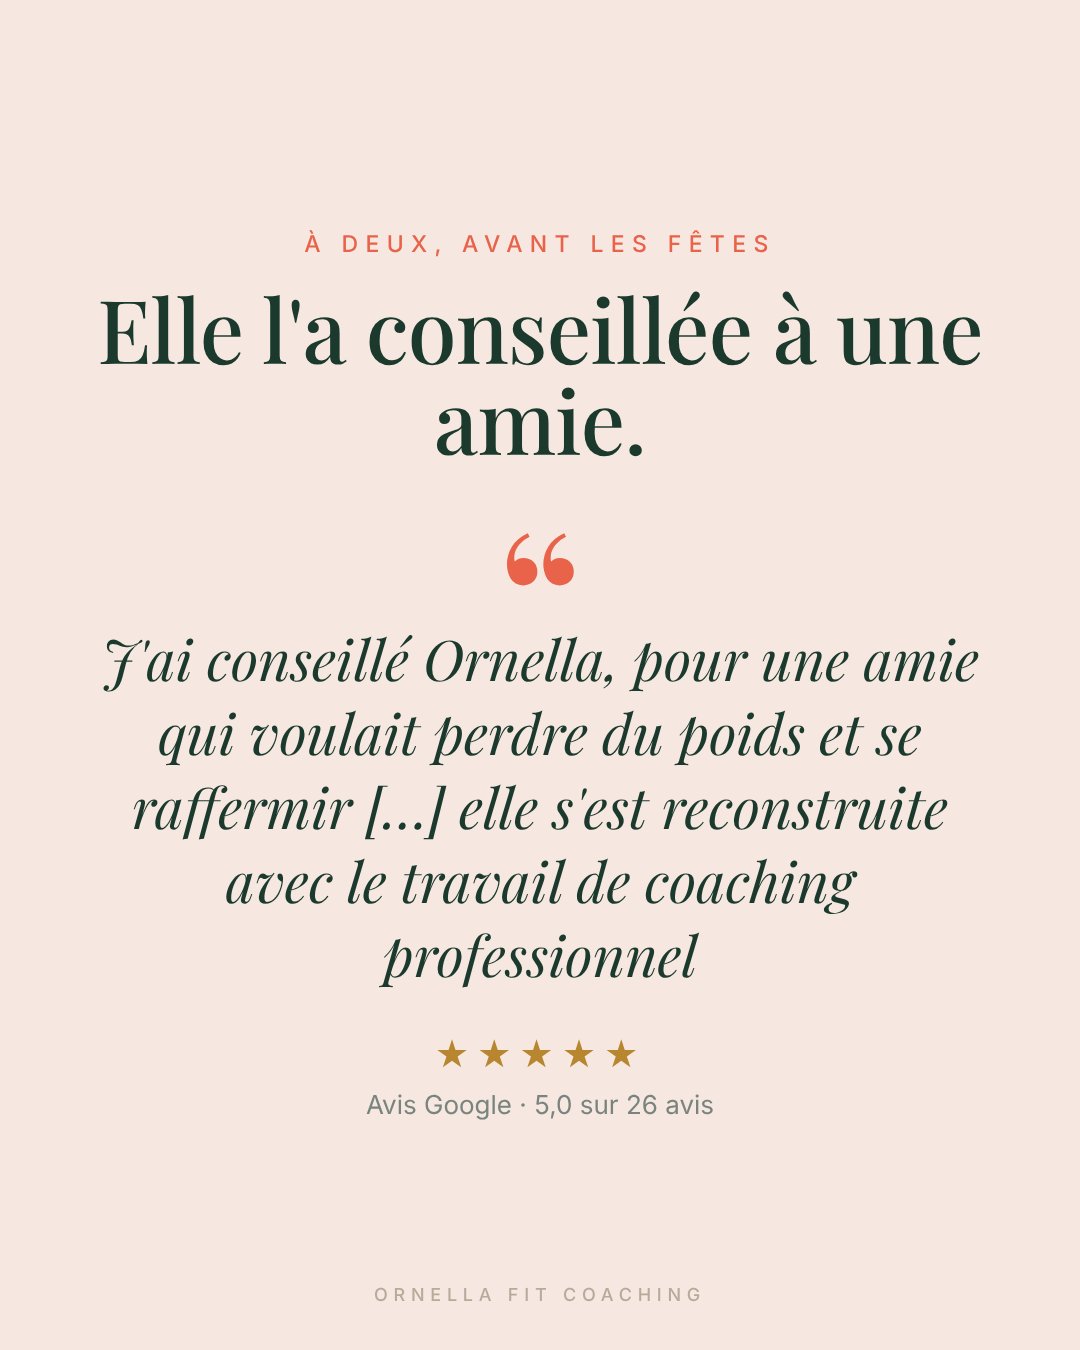 À DEUX, AVANT LES FÊTES
Elle l'a conseillée à une
amie.
“
J'ai conseillé Ornella, pour une amie
qui voulait perdre du poids et se
raffermir [...] elle s'est reconstruite
avec le travail de coaching
professionnel
★★★★★
Avis Google · 5,0 sur 26 avis
ORNELLA FIT COACHING